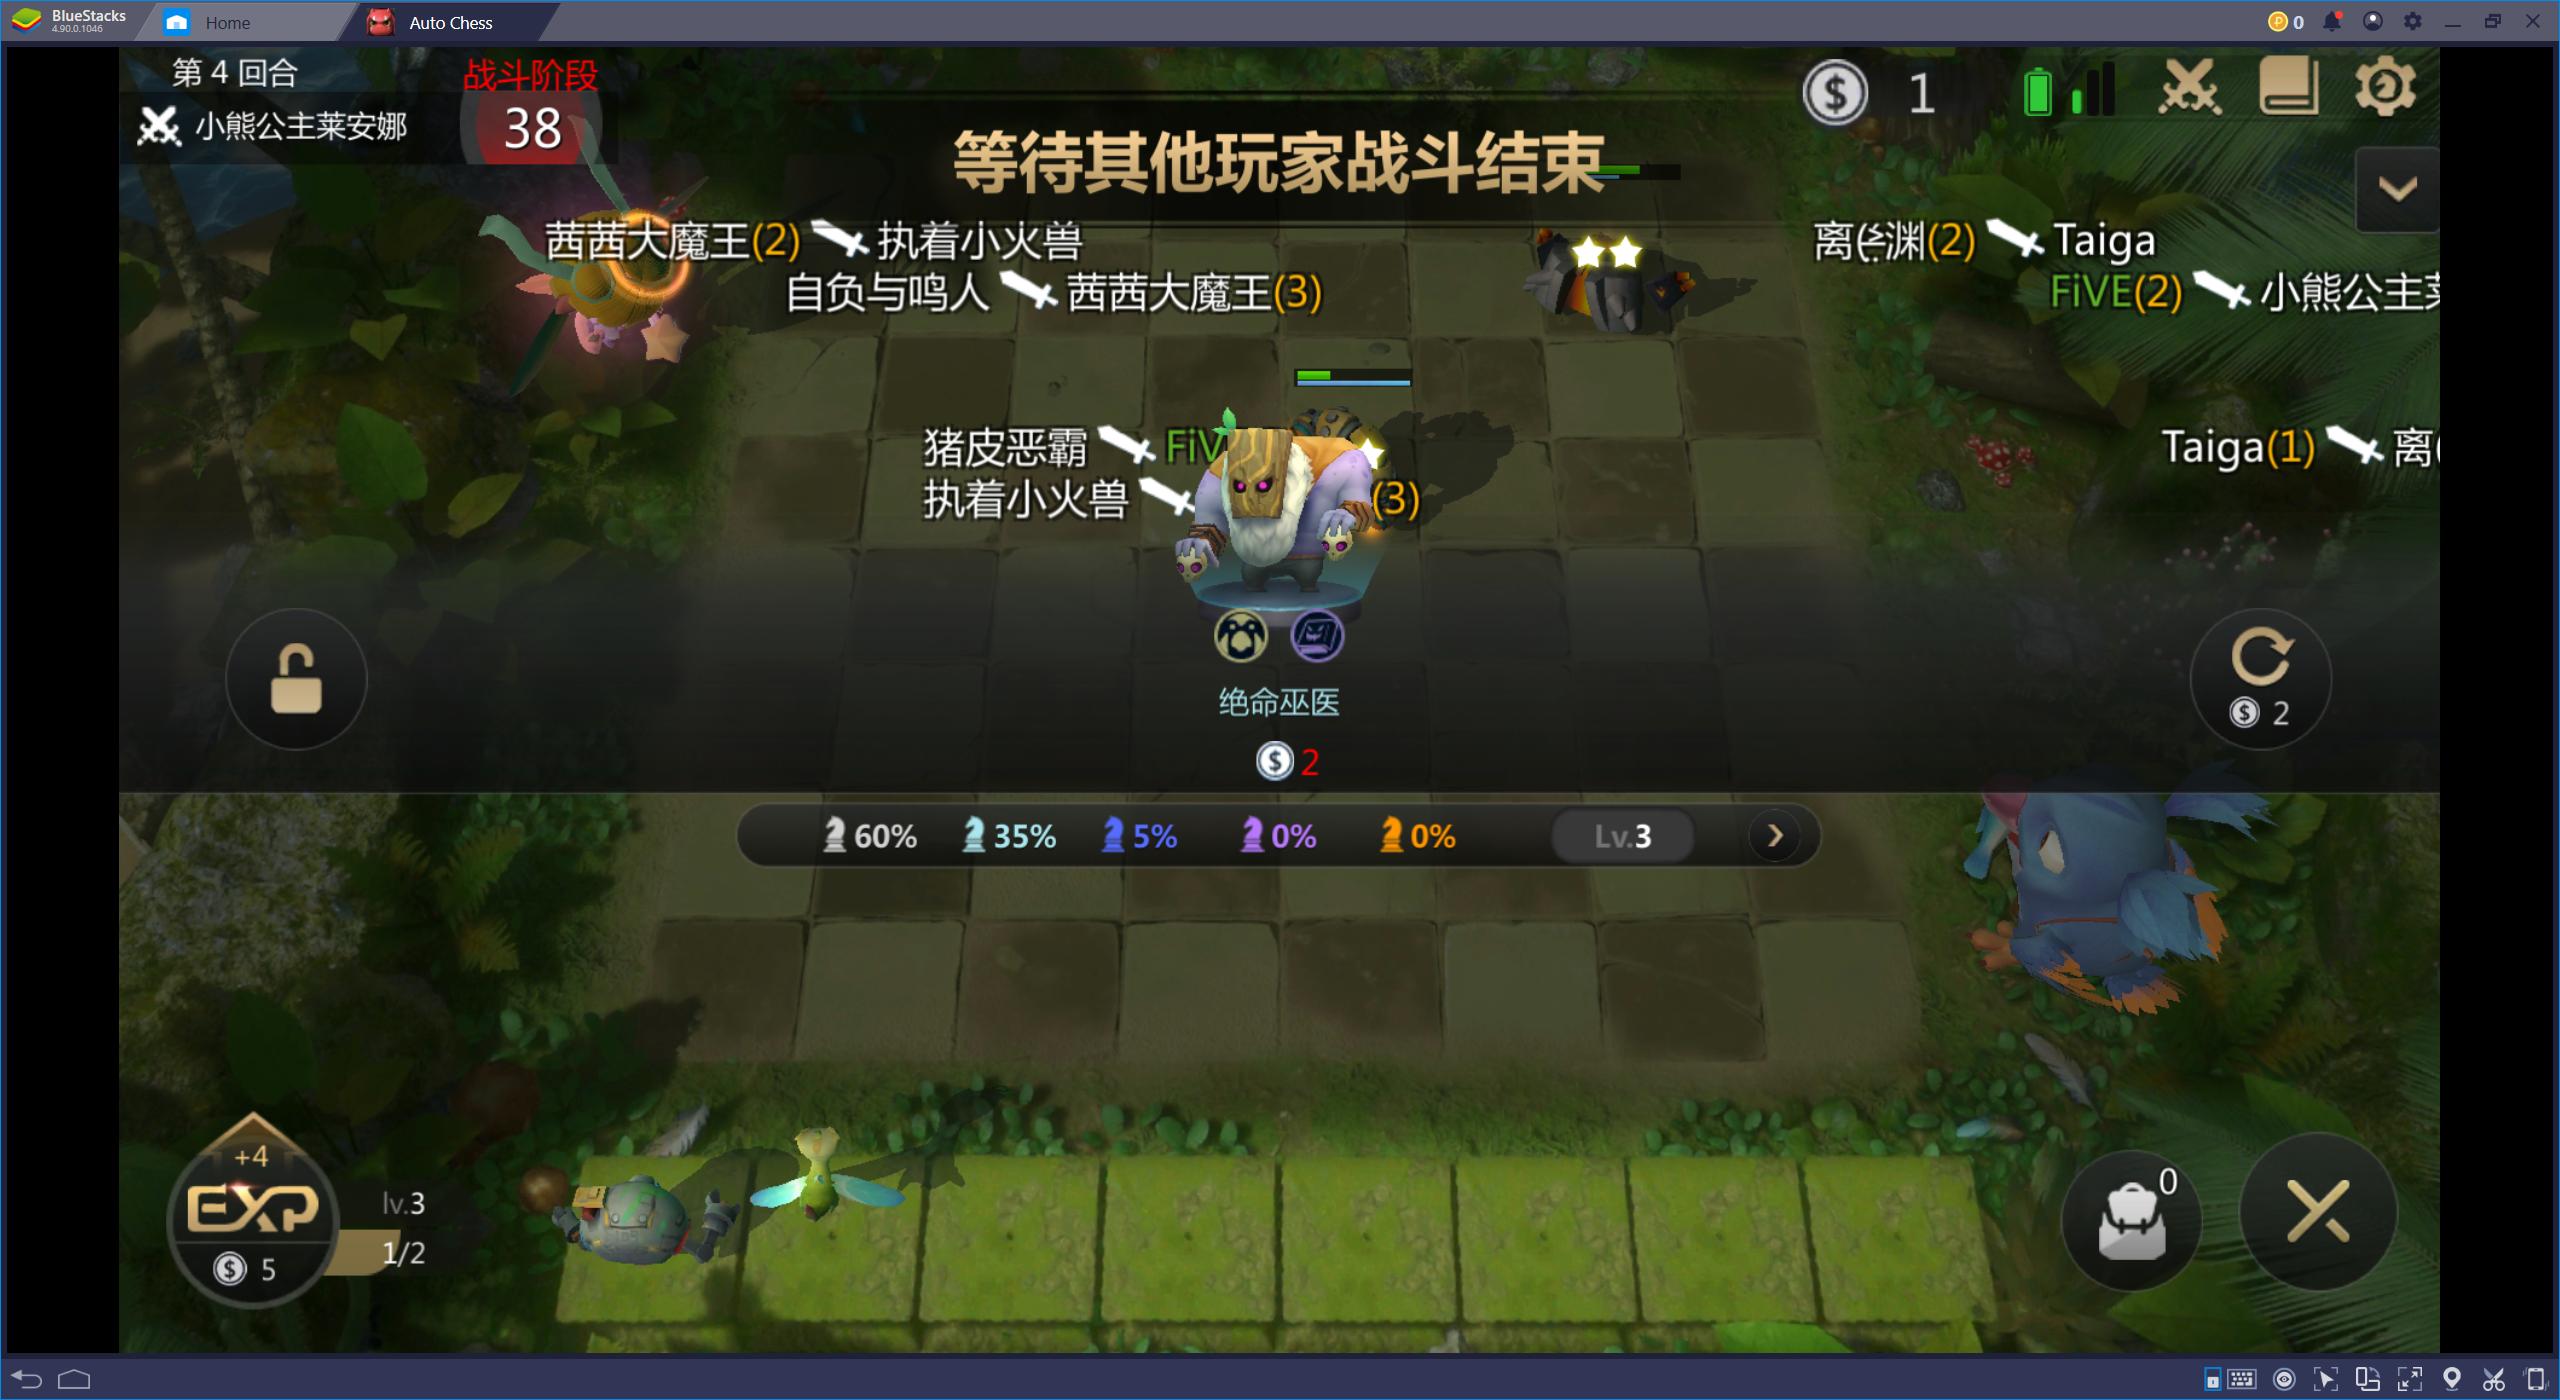 BlueStacks
4.90.0.1046
Home
Auto Chess
0
第 4 回合
战斗阶段
小熊公主莱安娜
38
1
等待其他玩家战斗结束
茜茜大魔王(2) 执着小火兽
自负与鸣人 茜茜大魔王(3)
渊(2) Taiga
FiVE(2) 小熊公主
猪皮恶霸 FiV
执着小火兽 (3)
Taiga(1) 离
绝命巫医
2
2
60% 35% 5% 0% 0% Lv.3
+4
EXP
5
lv.3
1/2
0